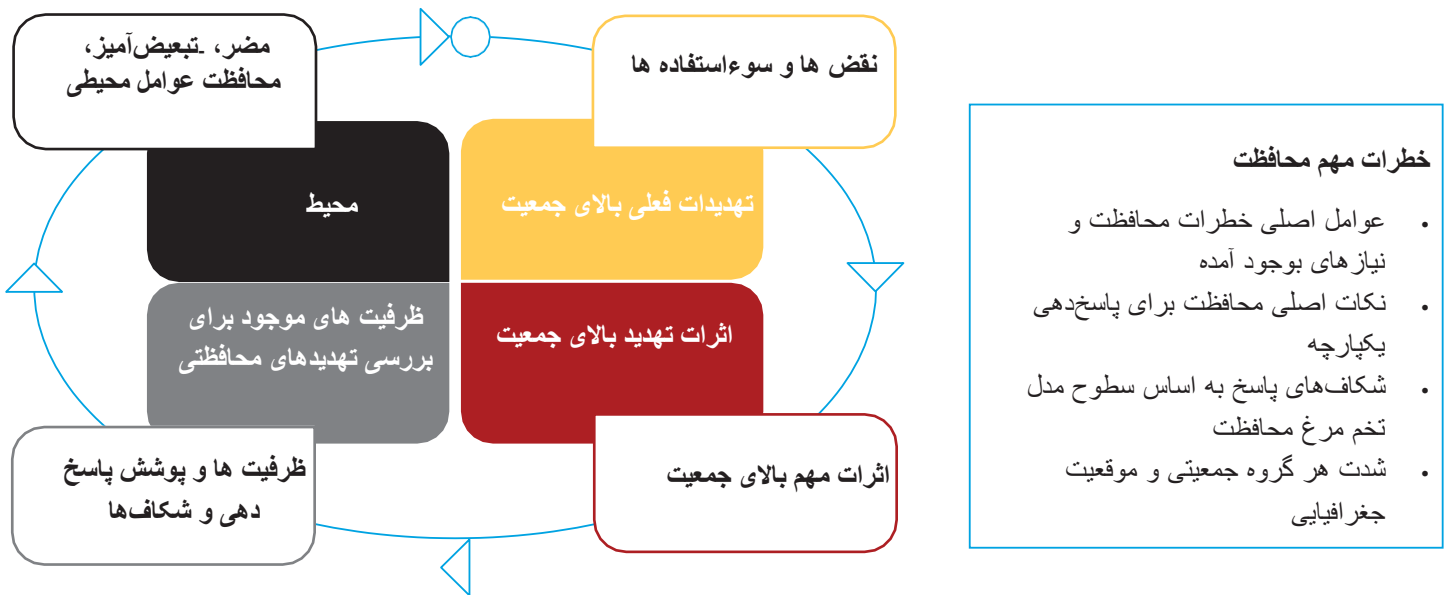 مضر، .تبعیض‌آمیز،
محافظت عوامل محیطی
نقض ها و سوءاستفاده ها
محیط
تهدیدات فعلی بالای جمعیت
ظرفیت های موجود برای
بررسی تهدیدهای محافظتی
اثرات تهدید بالای جمعیت
ظرفیت ها و پوشش پاسخ
دهی و شکاف‌ها
اثرات مهم بالای جمعیت
خطرات مهم محافظت
• عوامل اصلی خطرات محافظت و
نیازهای بوجود آمده
• نکات اصلی محافظت برای پاسخ‌دهی
یکپارچه
• شکاف‌های پاسخ به اساس سطوح مدل
تخم مرغ محافظت
• شدت هر گروه جمعیتی و موقعیت
جغرافیایی